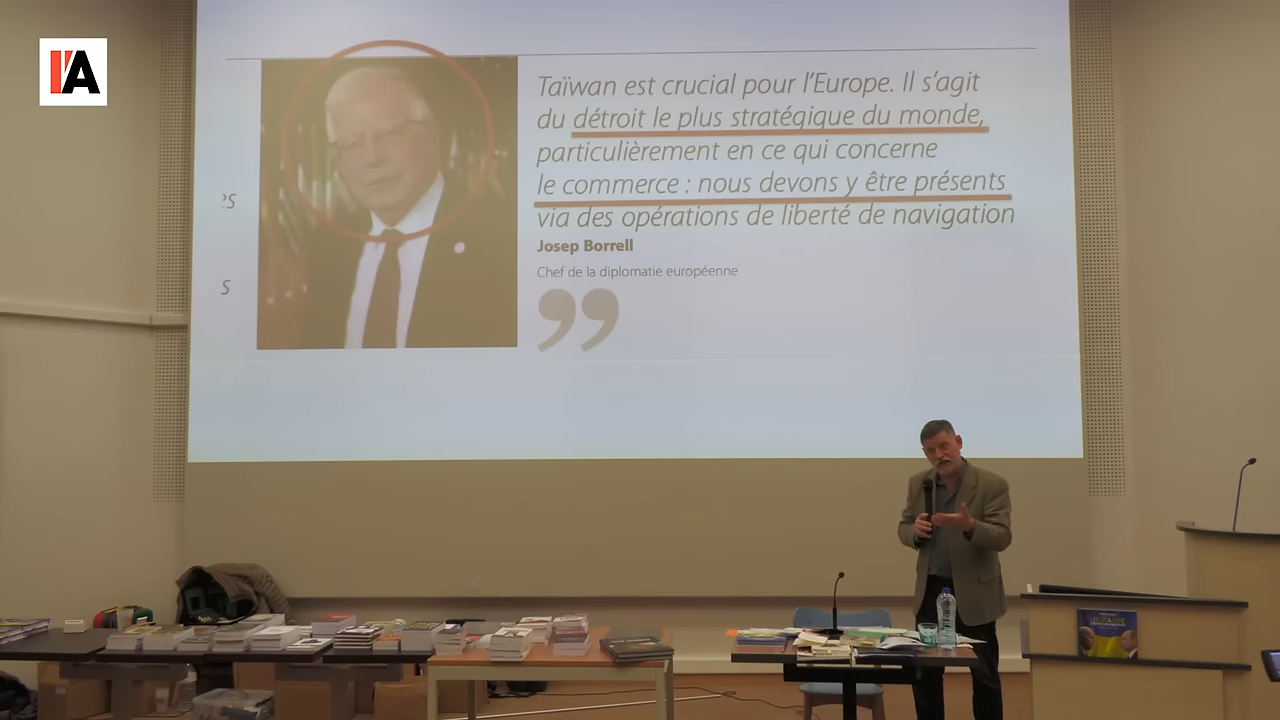 I'A
Taïwan est crucial pour l'Europe. Il s'agit
du détroit le plus stratégique du monde,
particulièrement en ce qui concerne
le commerce : nous devons y être présents
via des opérations de liberté de navigation
Josep Borrell
Chef de la diplomatie européenne